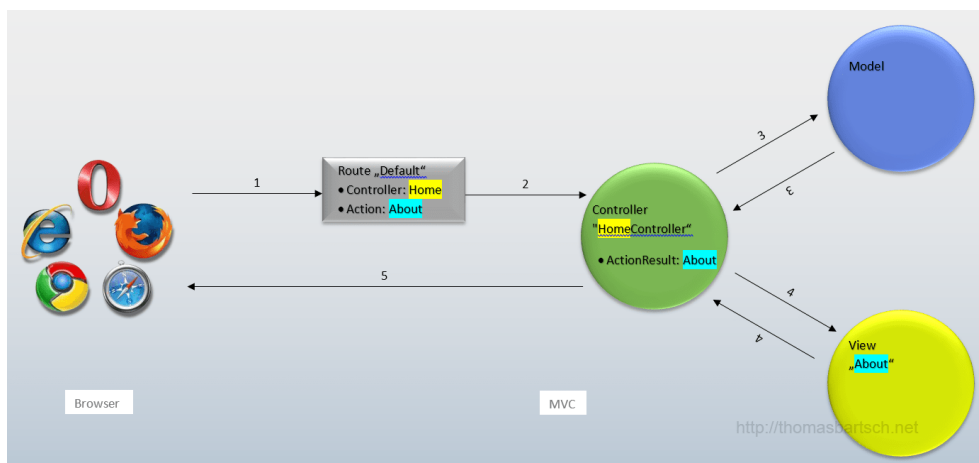 Model
3
3
1
Route „Default“
• Controller: Home
• Action: About
2
Controller
"HomeController“
• ActionResult: About
5
4
4
View
„About“
Browser
MVC
http://thomasbartsch.net